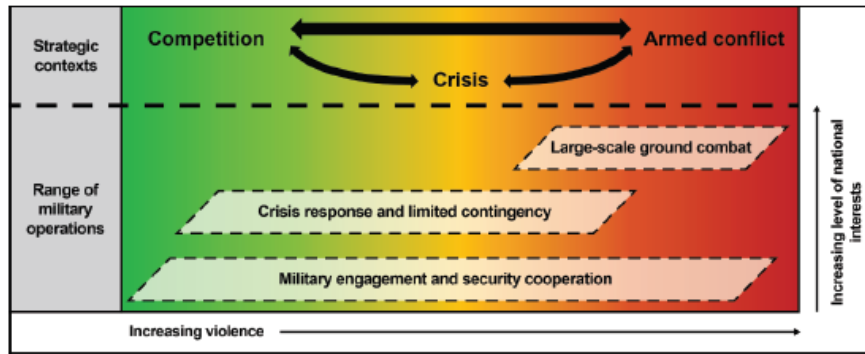 Strategic
contexts
Competition
Armed conflict
Crisis
Range of
military
operations
Large-scale ground combat
Crisis response and limited contingency
Military engagement and security cooperation
Increasing level of national
interests
Increasing violence